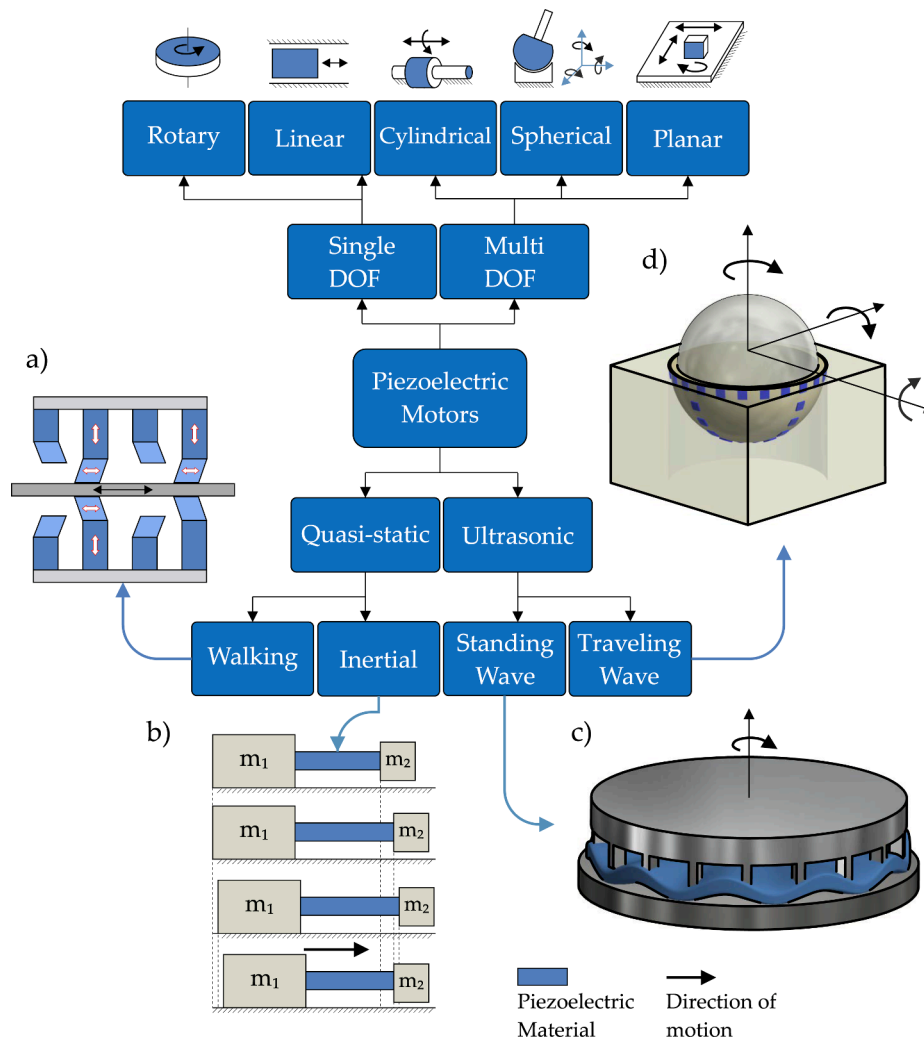 Rotary
Linear
Cylindrical
Spherical
Planar
Single
DOF
Multi
DOF
d)
a)
Piezoelectric
Motors
Quasi-static
Ultrasonic
Walking
Inertial
Standing
Wave
Traveling
Wave
b)
c)
m₁
m₂
m₁
m₂
m₁
m₂
m₁
m₂
Piezoelectric
Material
Direction of
motion